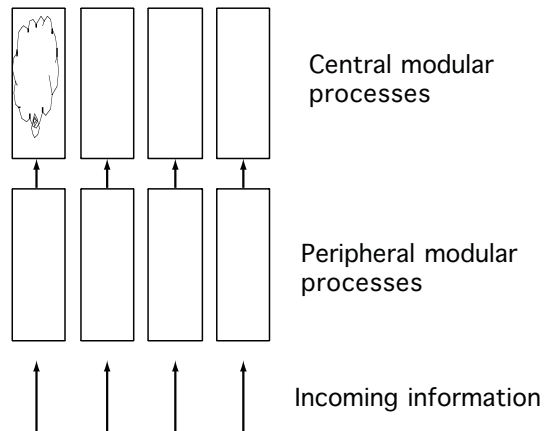 Central modular
processes
Peripheral modular
processes
Incoming information